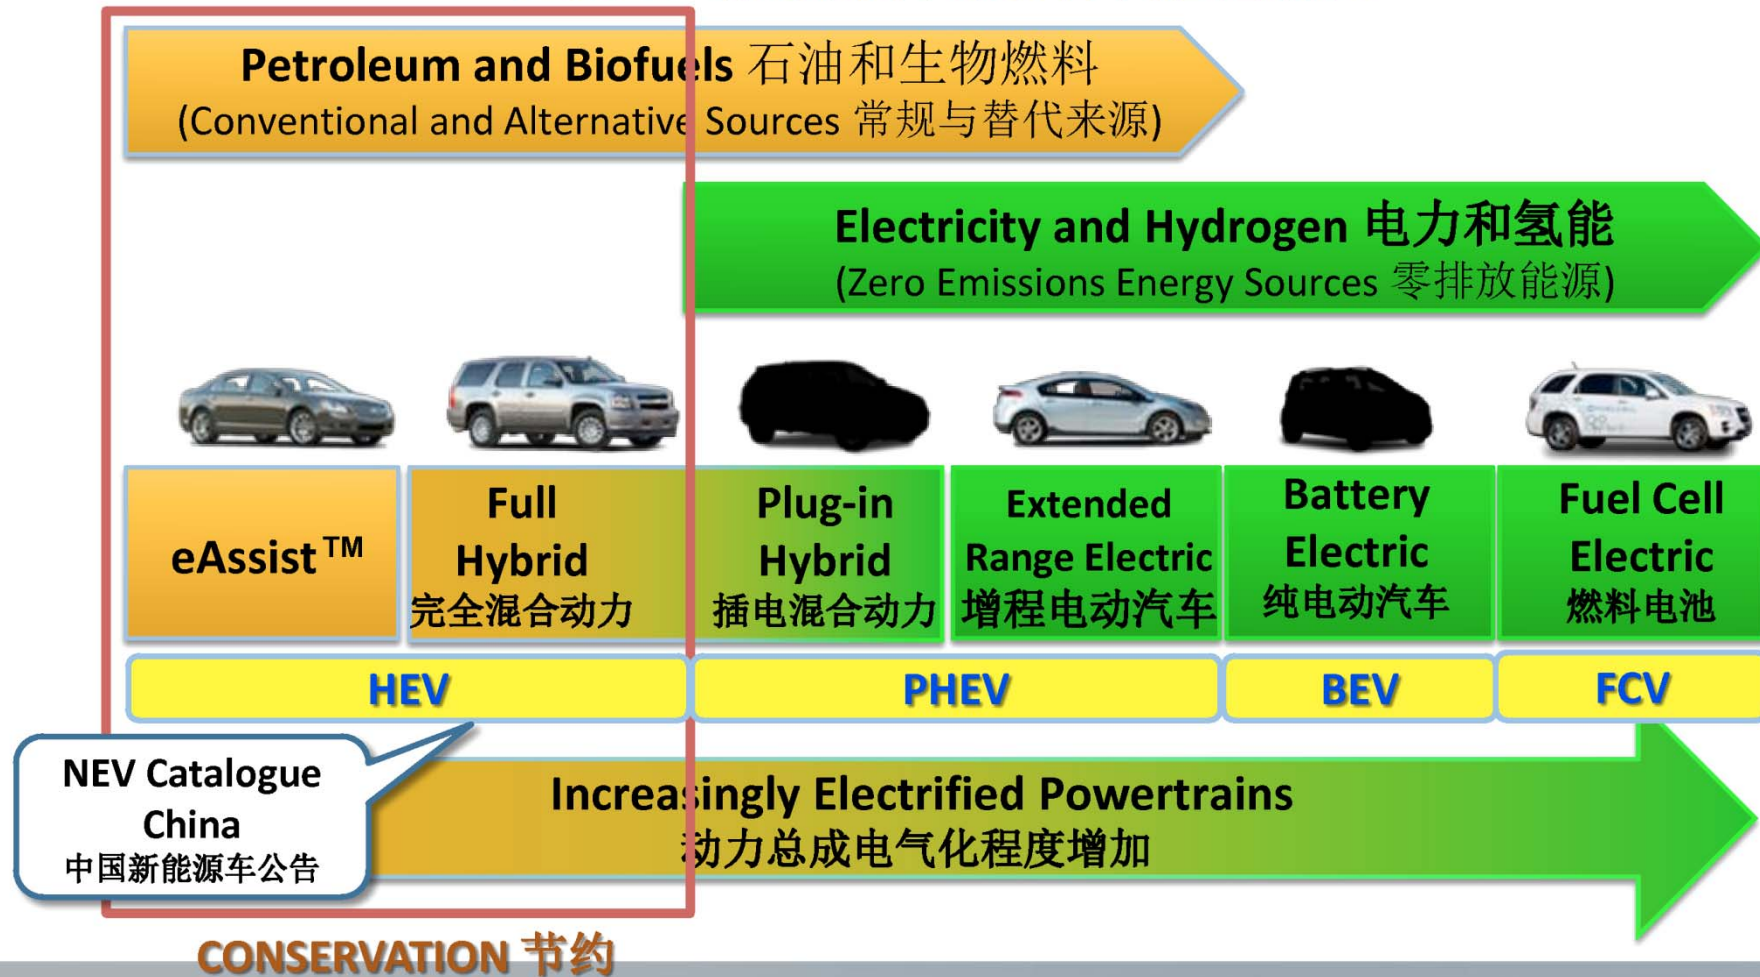 Petroleum and Biofuels 石油和生物燃料
(Conventional and Alternative Sources 常规与替代来源)
Electricity and Hydrogen 电力和氢能
(Zero Emissions Energy Sources 零排放能源)
eAssist™
Full
Hybrid
完全混合动力
Plug-in
Hybrid
插电混合动力
Extended
Range Electric
增程电动汽车
Battery
Electric
纯电动汽车
Fuel Cell
Electric
燃料电池
HEV
PHEV
BEV
FCV
NEV Catalogue
China
中国新能源车公告
Increasingly Electrified Powertrains
动力总成电气化程度增加
CONSERVATION 节约